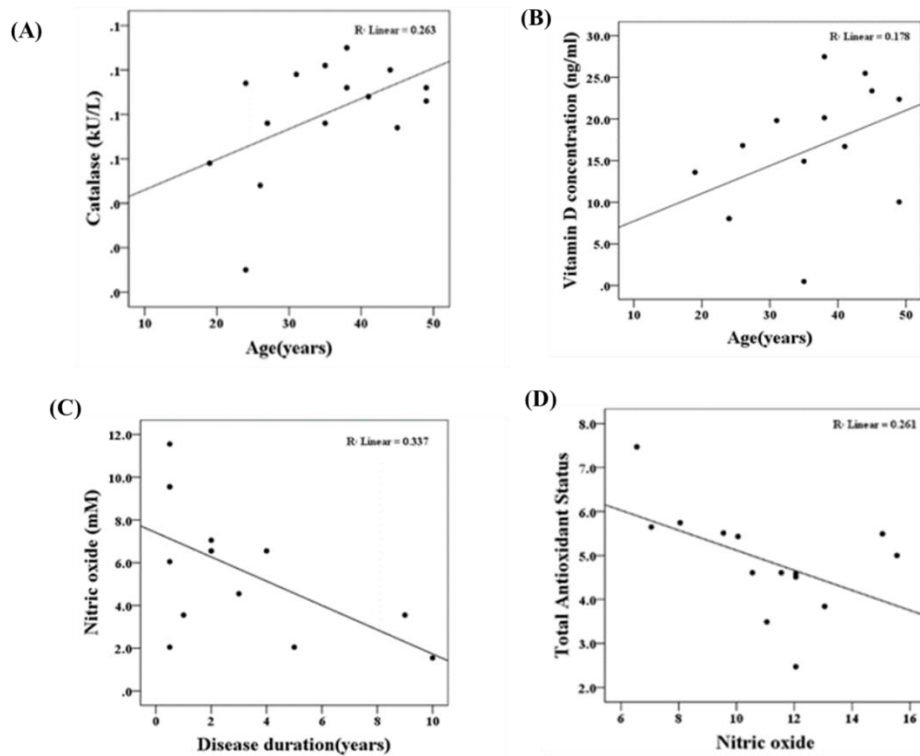 (A)
R² Linear = 0.263
Catalase (kU/L)
.1
.1
.1
.1
.0
.0
.0
10 20 30 40 50
Age(years)
(B)
R² Linear = 0.178
Vitamin D concentration (ng/ml)
30.0
25.0
20.0
15.0
10.0
5.0
.0
10 20 30 40 50
Age(years)
(C)
R² Linear = 0.337
Nitric oxide (mM)
12.0
10.0
8.0
6.0
4.0
2.0
.0
0 2 4 6 8 10
Disease duration(years)
(D)
R² Linear = 0.261
Total Antioxidant Status
8.0
7.0
6.0
5.0
4.0
3.0
2.0
6 8 10 12 14 16
Nitric oxide